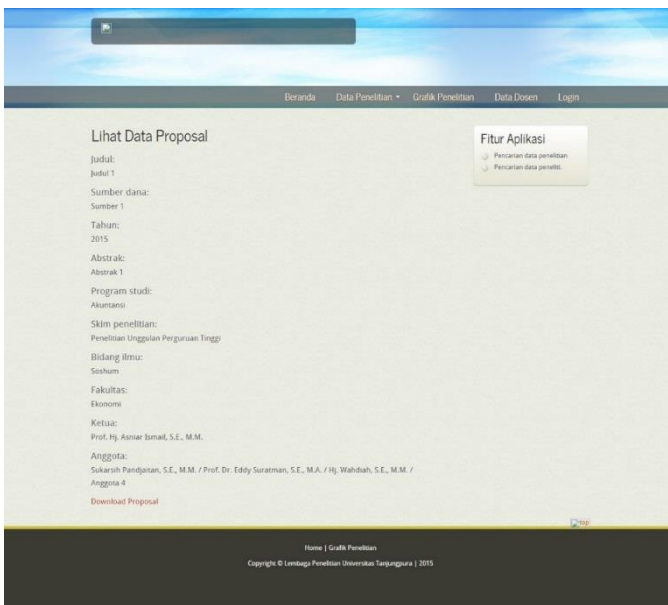 Beranda Data Penelitian Grafik Penelitian Data Dosen Login
Lihat Data Proposal
Judul:
Judul 1
Sumber dana:
Sumber 1
Tahun:
2015
Abstrak:
Abstrak 1
Program studi:
Akuntansi
Skim penelitian:
Penelitian Unggulan Perguruan Tinggi
Bidang ilmu:
Soshum
Fakultas:
Ekonomi
Ketua:
Prof. Hj. Asniar Ismail, S.E., M.M.
Anggota:
Sukarsih Pandjaitan, S.E., M.M. / Prof. Dr. Eddy Suratman, S.E., M.A. / Hj. Wahdiah, S.E., M.M. /
Anggota 4
Download Proposal
Fitur Aplikasi
Pencarian data penelitian
Pencarian data peneliti.
top
Home | Grafik Penelitian
Copyright © Lembaga Penelitian Universitas Tanjungpura | 2015